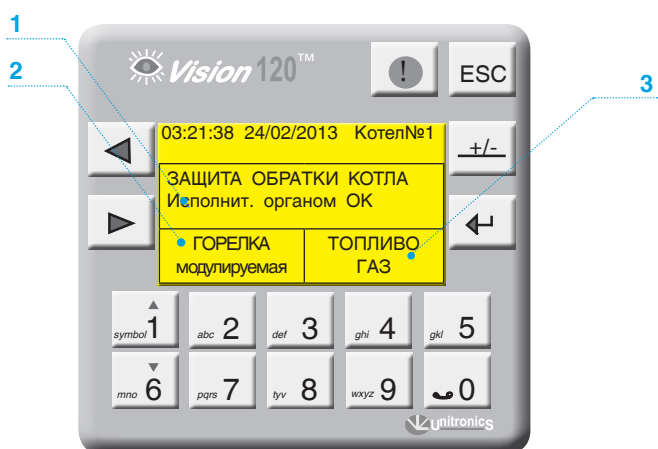 1
2
3
Vision 120™
!
ESC
03:21:38 24/02/2013 Котел№1
+/-
ЗАЩИТА ОБРАТКИ КОТЛА
Исполнит. органом OK
ГОРЕЛКА
модулируемая
ТОПЛИВО
ГАЗ
symbol 1
abc 2
def 3
ghi 4
gkl 5
mno 6
pqrs 7
tyv 8
wxyz 9
0
unitronics